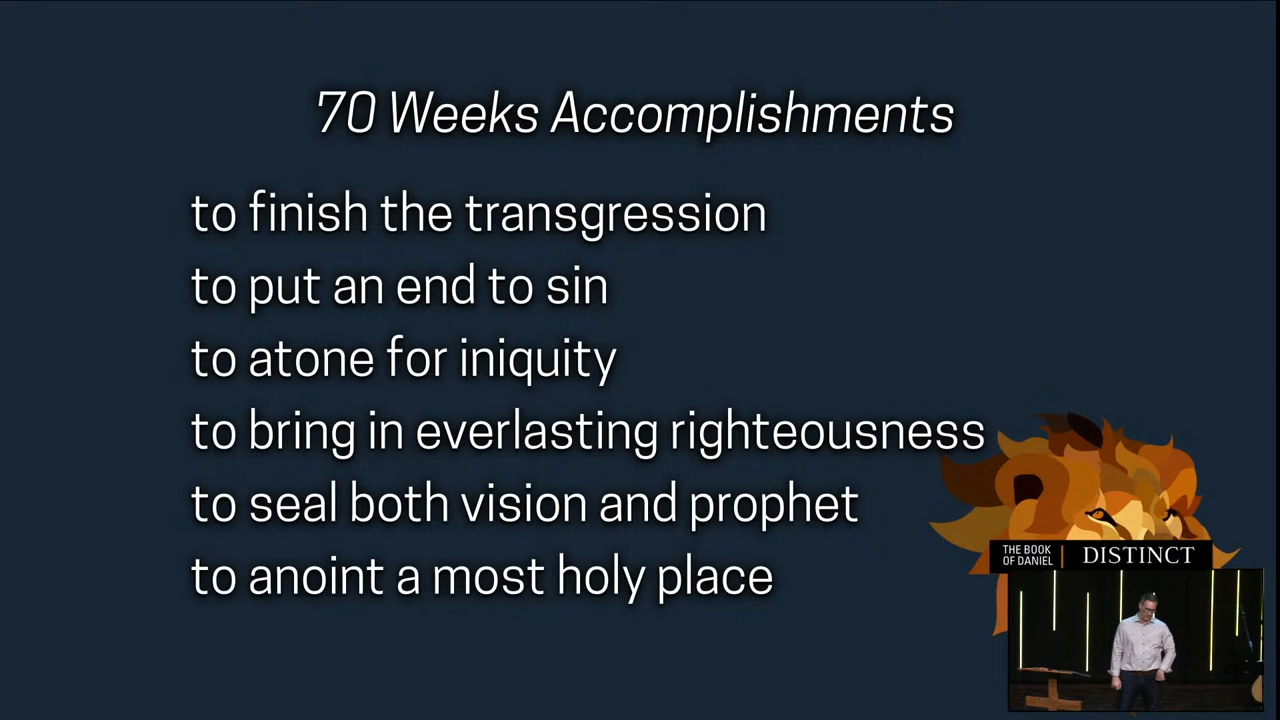 70 Weeks Accomplishments
to finish the transgression
to put an end to sin
to atone for iniquity
to bring in everlasting righteousness
to seal both vision and prophet
to anoint a most holy place
THE BOOK
OF DANIEL
DISTINCT